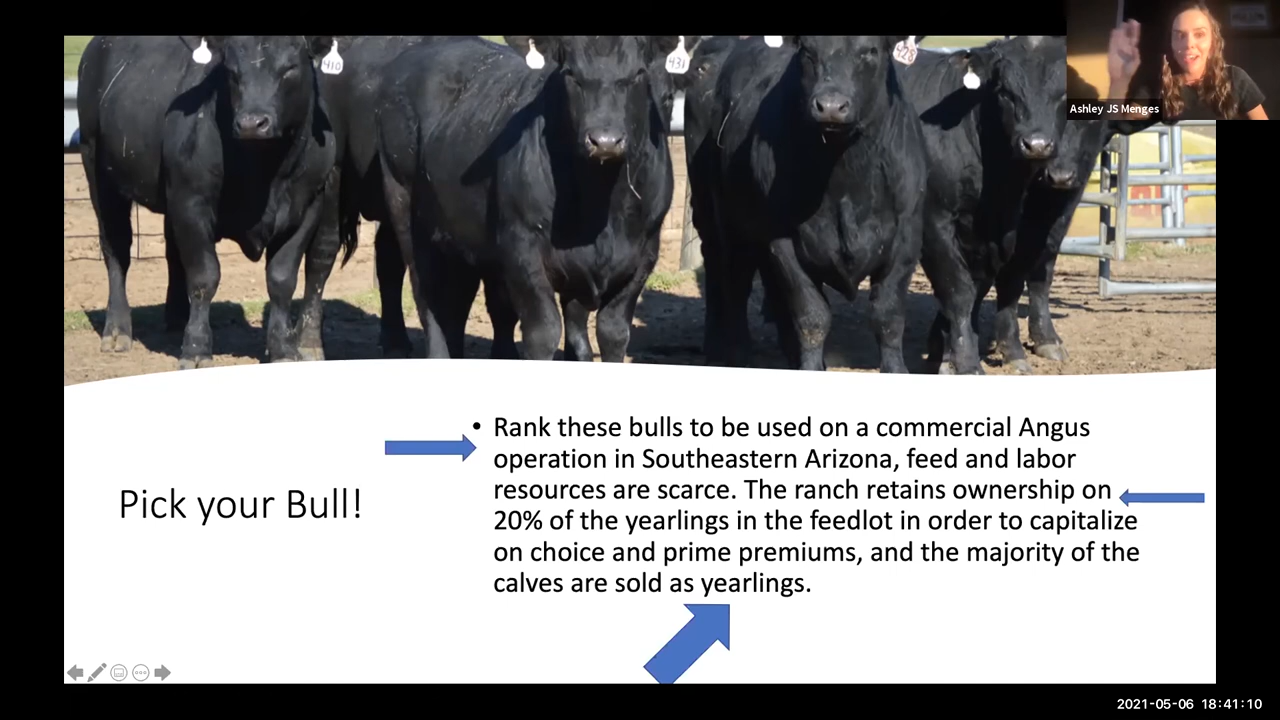 410
431
428
Ashley JS Menges
Pick your Bull!
• Rank these bulls to be used on a commercial Angus
operation in Southeastern Arizona, feed and labor
resources are scarce. The ranch retains ownership on
20% of the yearlings in the feedlot in order to capitalize
on choice and prime premiums, and the majority of the
calves are sold as yearlings.
2021-05-06 18:41:10